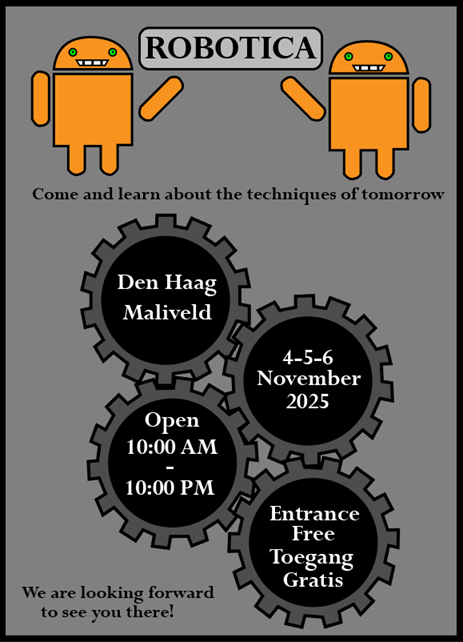 ROBOTICA
Come and learn about the techniques of tomorrow
Den Haag
Maliveld
4-5-6
November
2025
Open
10:00 AM
-
10:00 PM
Entrance
Free
Toegang
Gratis
We are looking forward
to see you there!